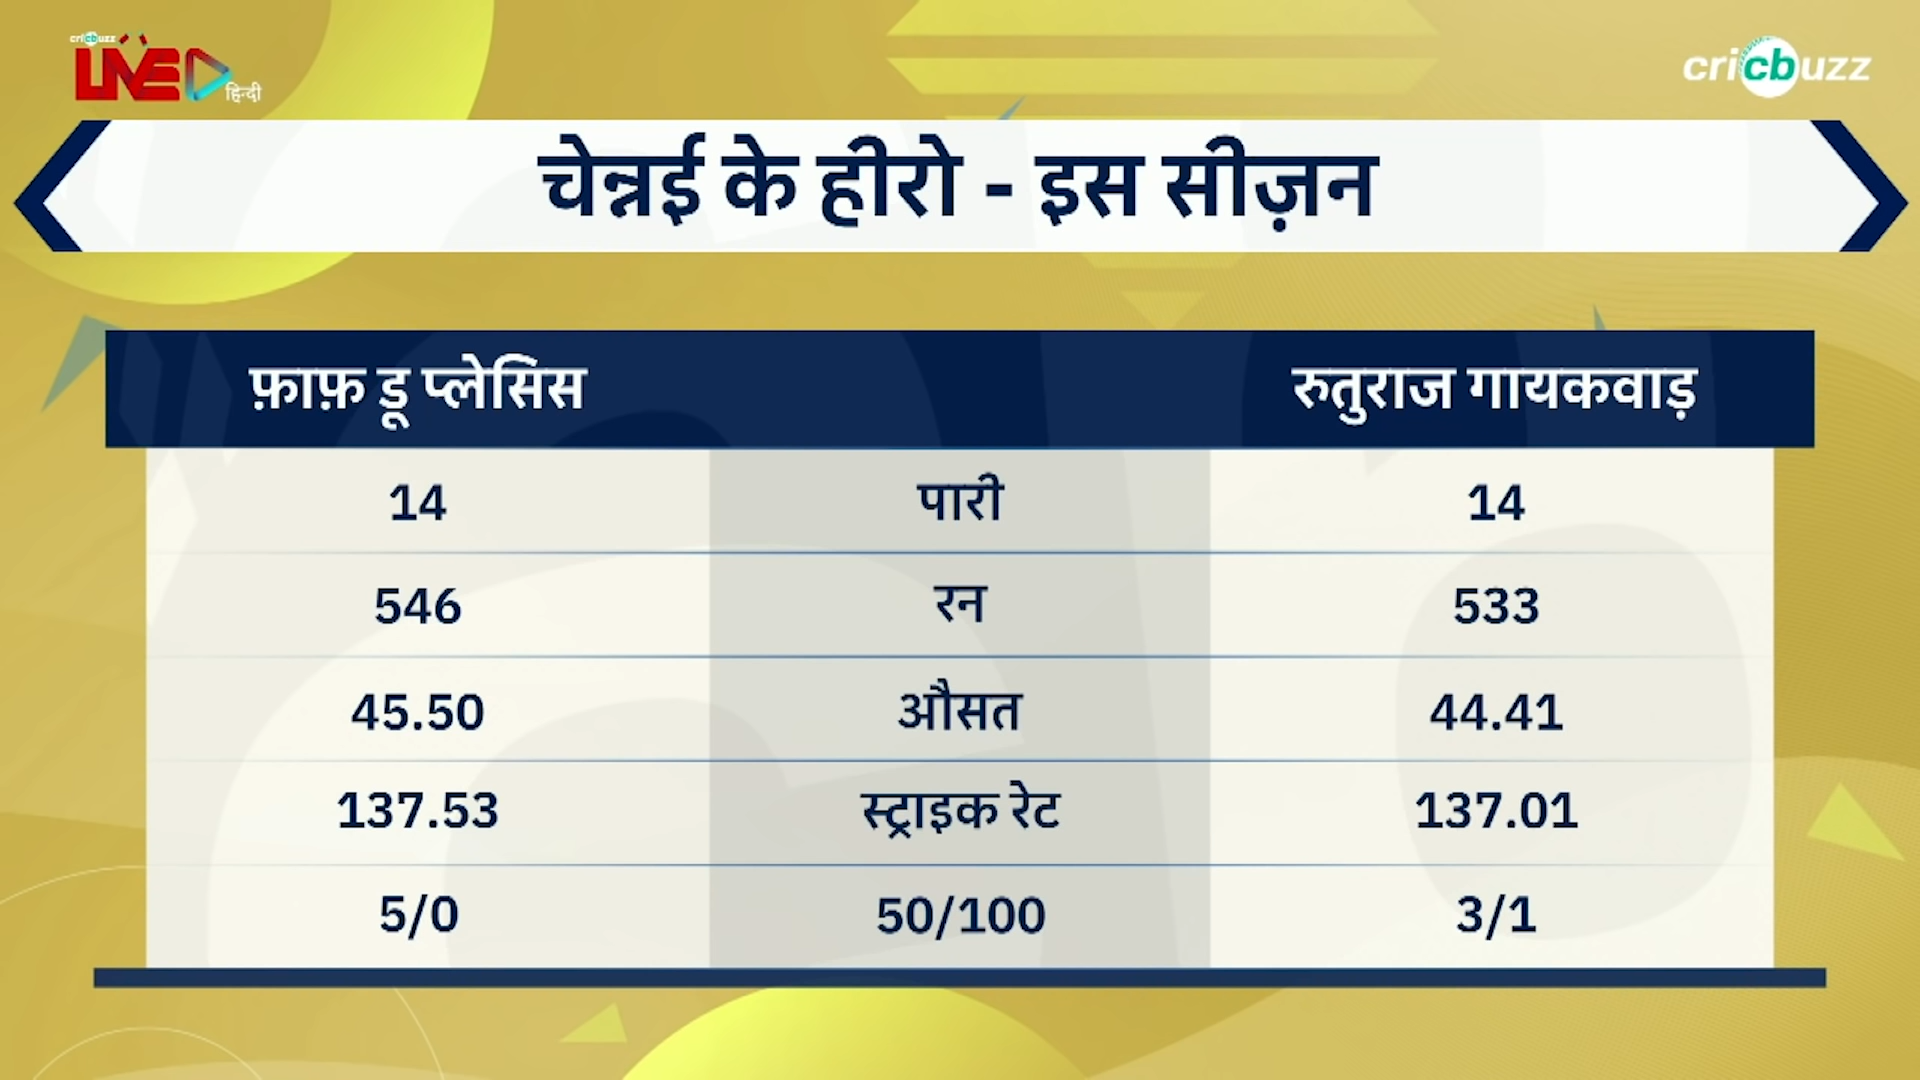 cricbuzz
LIVE
हिन्दी
cricbuzz
चेन्नई के हीरो - इस सीज़न
फ़ाफ़ डू प्लेसिस रुतुराज गायकवाड़
14 पारी 14
546 रन 533
45.50 औसत 44.41
137.53 स्ट्राइक रेट 137.01
5/0 50/100 3/1